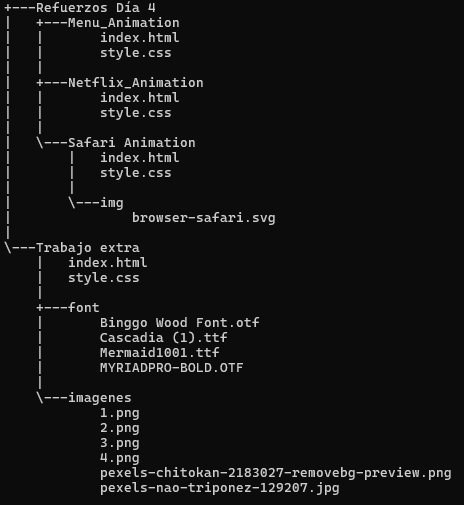 +---Refuerzos Día 4
|   +---Menu_Animation
|   |       index.html
|   |       style.css
|   |
|   +---Netflix_Animation
|   |       index.html
|   |       style.css
|   |
|   \---Safari Animation
|       |   index.html
|       |   style.css
|       |
|       \---img
|               browser-safari.svg
|
\---Trabajo extra
    |   index.html
    |   style.css
    |
    +---font
    |       Binggo Wood Font.otf
    |       Cascadia (1).ttf
    |       Mermaid1001.ttf
    |       MYRIADPRO-BOLD.OTF
    |
    \---imagenes
            1.png
            2.png
            3.png
            4.png
            pexels-chitokan-2183027-removebg-preview.png
            pexels-nao-triponez-129207.jpg